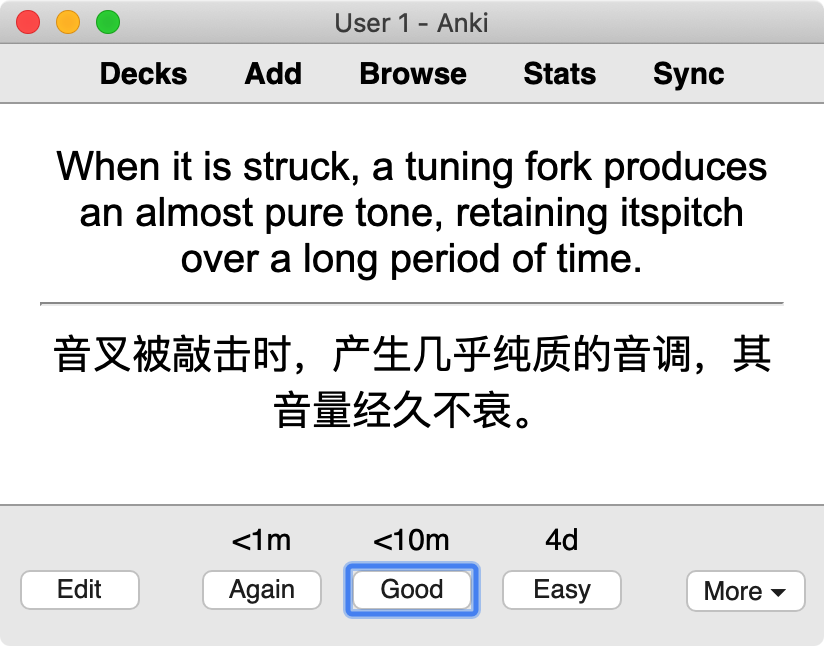 User 1 - Anki
Decks Add Browse Stats Sync
When it is struck, a tuning fork produces
an almost pure tone, retaining itspitch
over a long period of time.
音叉被敲击时，产生几乎纯质的音调，其
音量经久不衰。
<1m <10m 4d
Edit Again Good Easy More